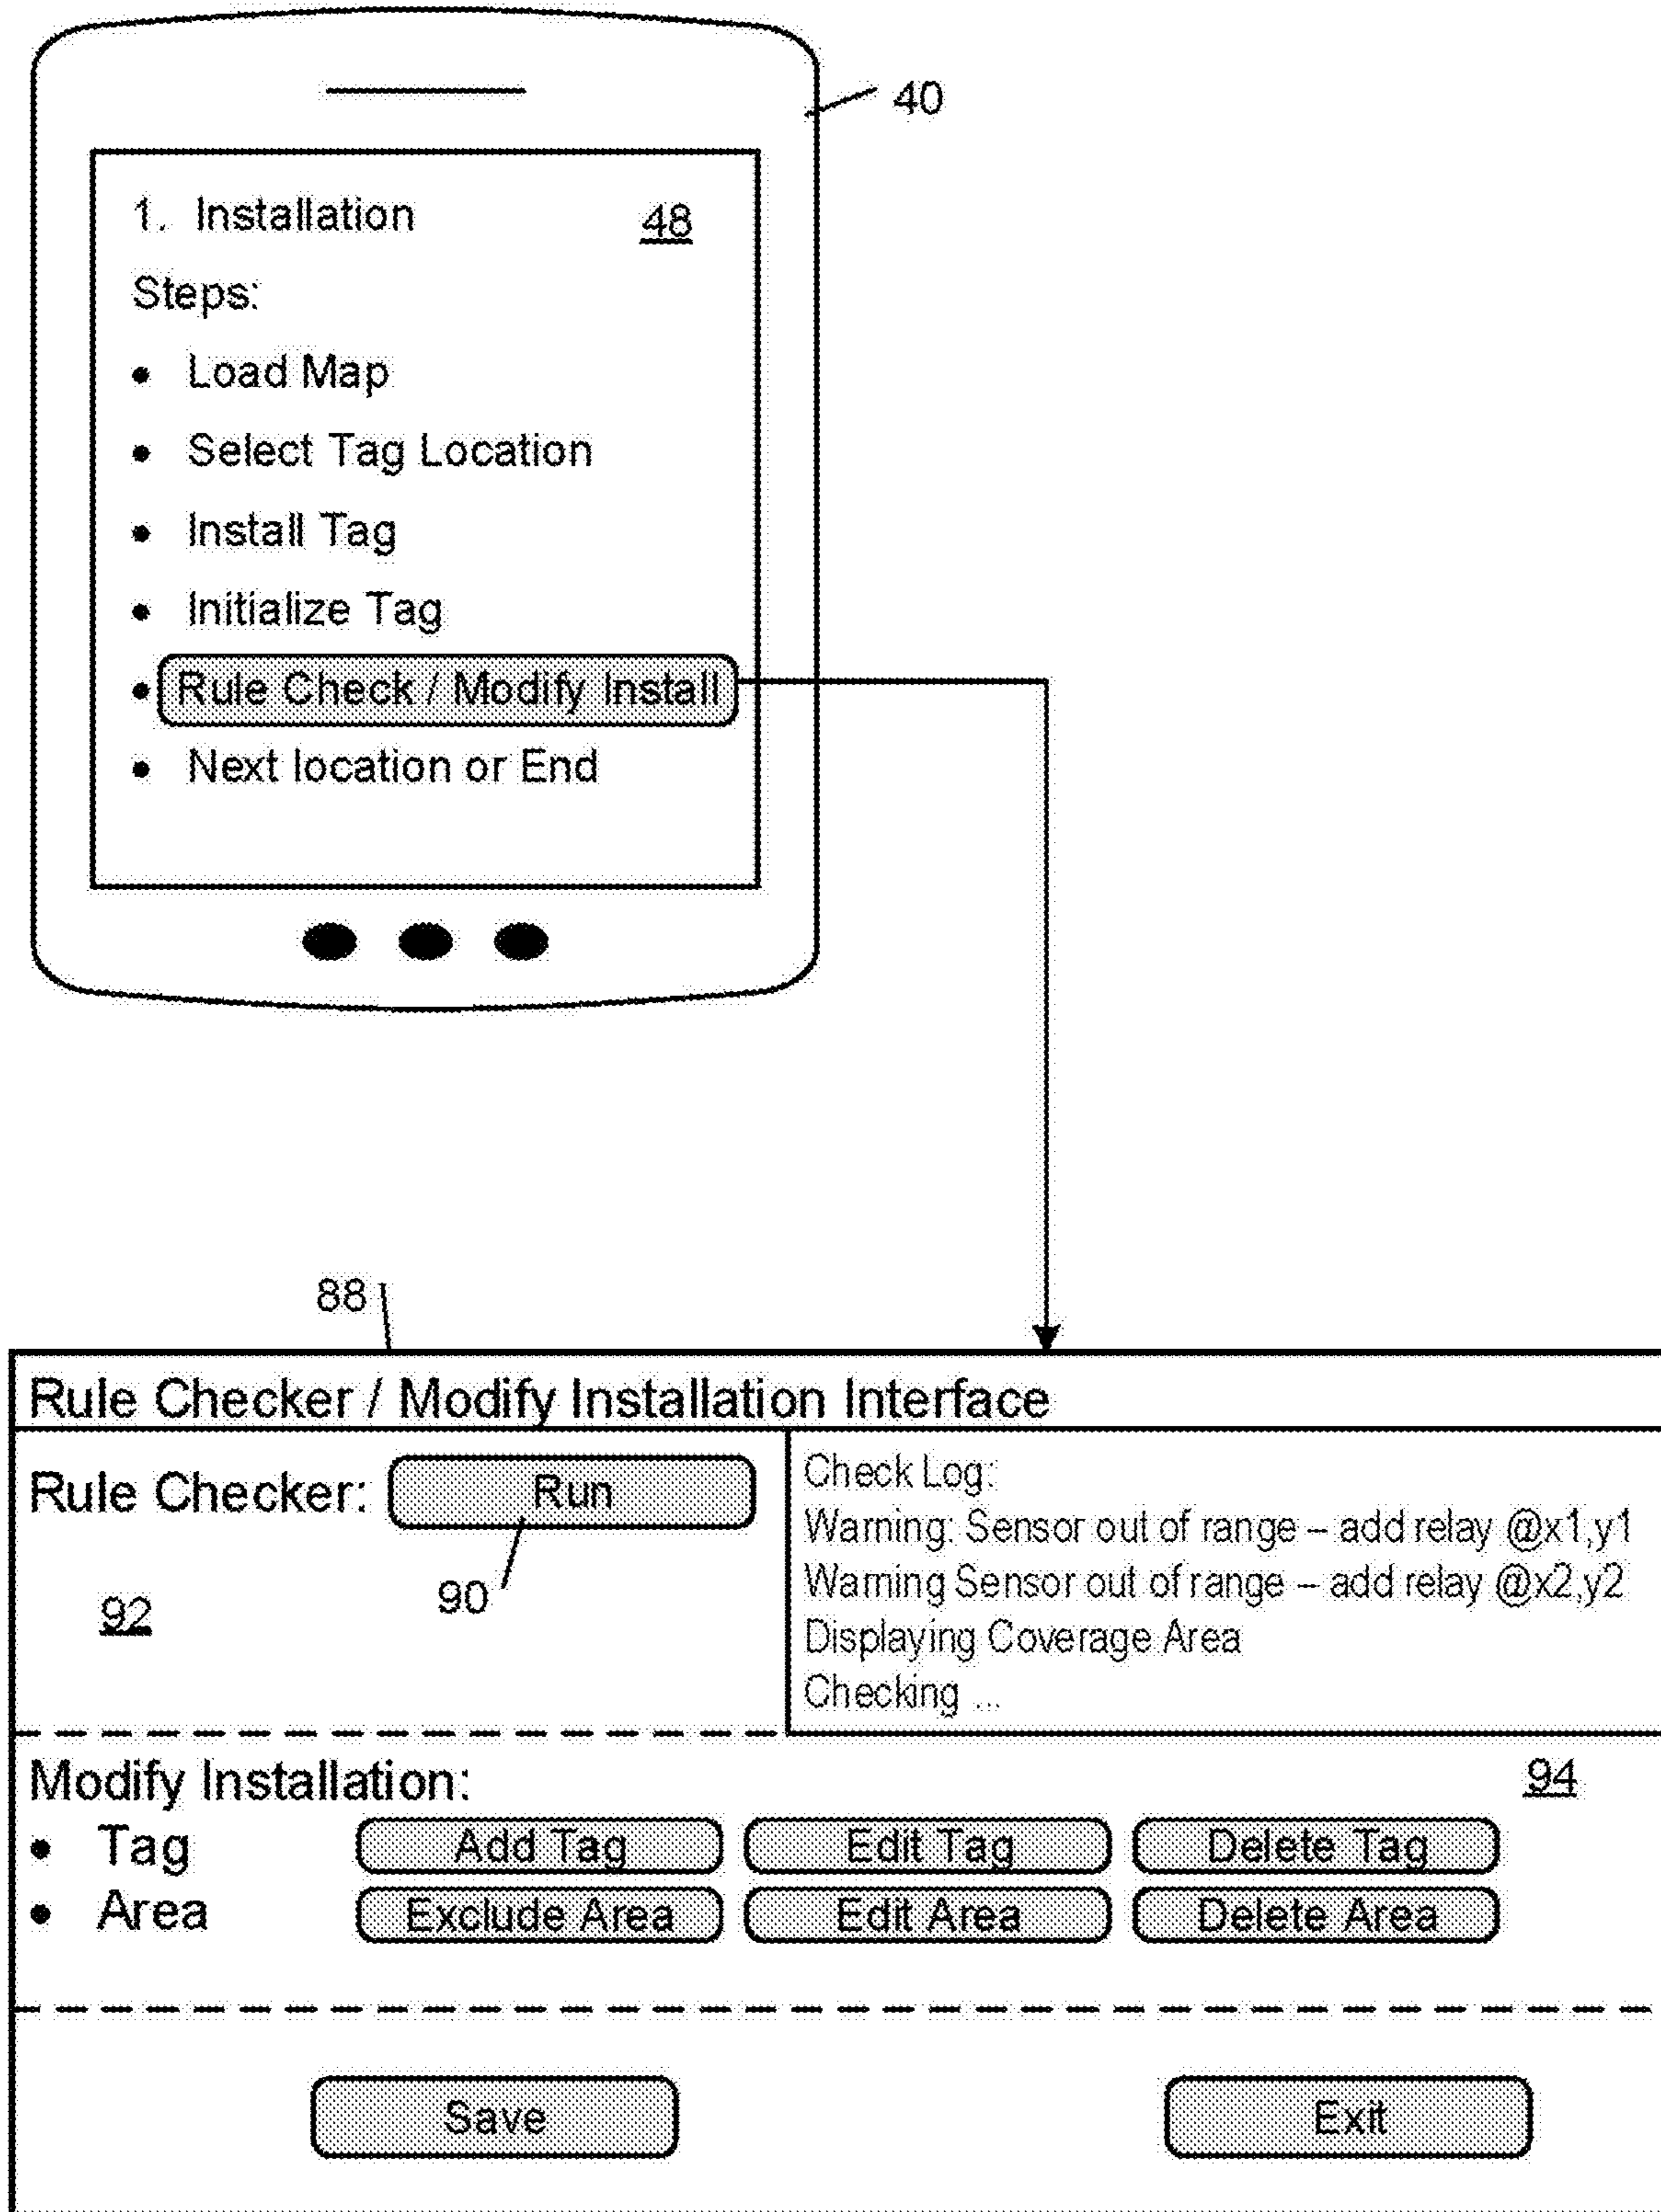 40
1. Installation 48
Steps:
• Load Map
• Select Tag Location
• Install Tag
• Initialize Tag
• Rule Check / Modify Install
• Next location or End
88
Rule Checker / Modify Installation Interface
Rule Checker: Run
90
92
Check Log:
Warning: Sensor out of range – add relay @x1,y1
Warning Sensor out of range – add relay @x2,y2
Displaying Coverage Area
Checking ...
Modify Installation: 94
• Tag Add Tag Edit Tag Delete Tag
• Area Exclude Area Edit Area Delete Area
Save Exit